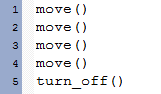 1 move()
2 move()
3 move()
4 move()
5 turn_off()